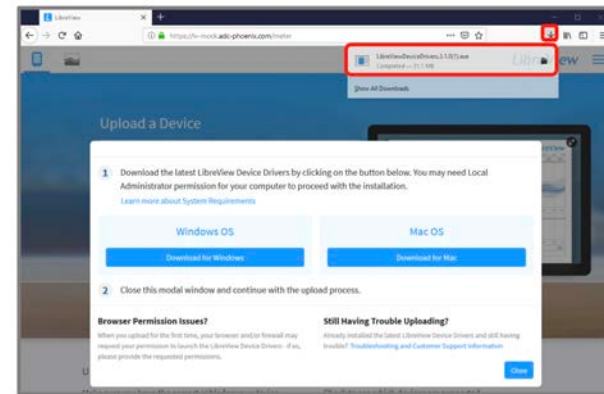 LibreView
https://lv-mock.adc-phoenix.com/meter
LibreViewDeviceDrivers.3.1.0(1).exe
Completed — 31.1 MB
Show All Downloads
Upload a Device
1 Download the latest LibreView Device Drivers by clicking on the button below. You may need Local
Administrator permission for your computer to proceed with the installation.
Learn more about System Requirements
Windows OS
Mac OS
Download for Windows
Download for Mac
2 Close this modal window and continue with the upload process.
Browser Permission Issues?
When you upload for the first time, your browser and/or firewall may
request your permission to launch the LibreView Device Drivers - if so,
please provide the requested permissions.
Still Having Trouble Uploading?
Already installed the latest LibreView Device Drivers and still having
trouble? Troubleshooting and Customer Support Information
Close